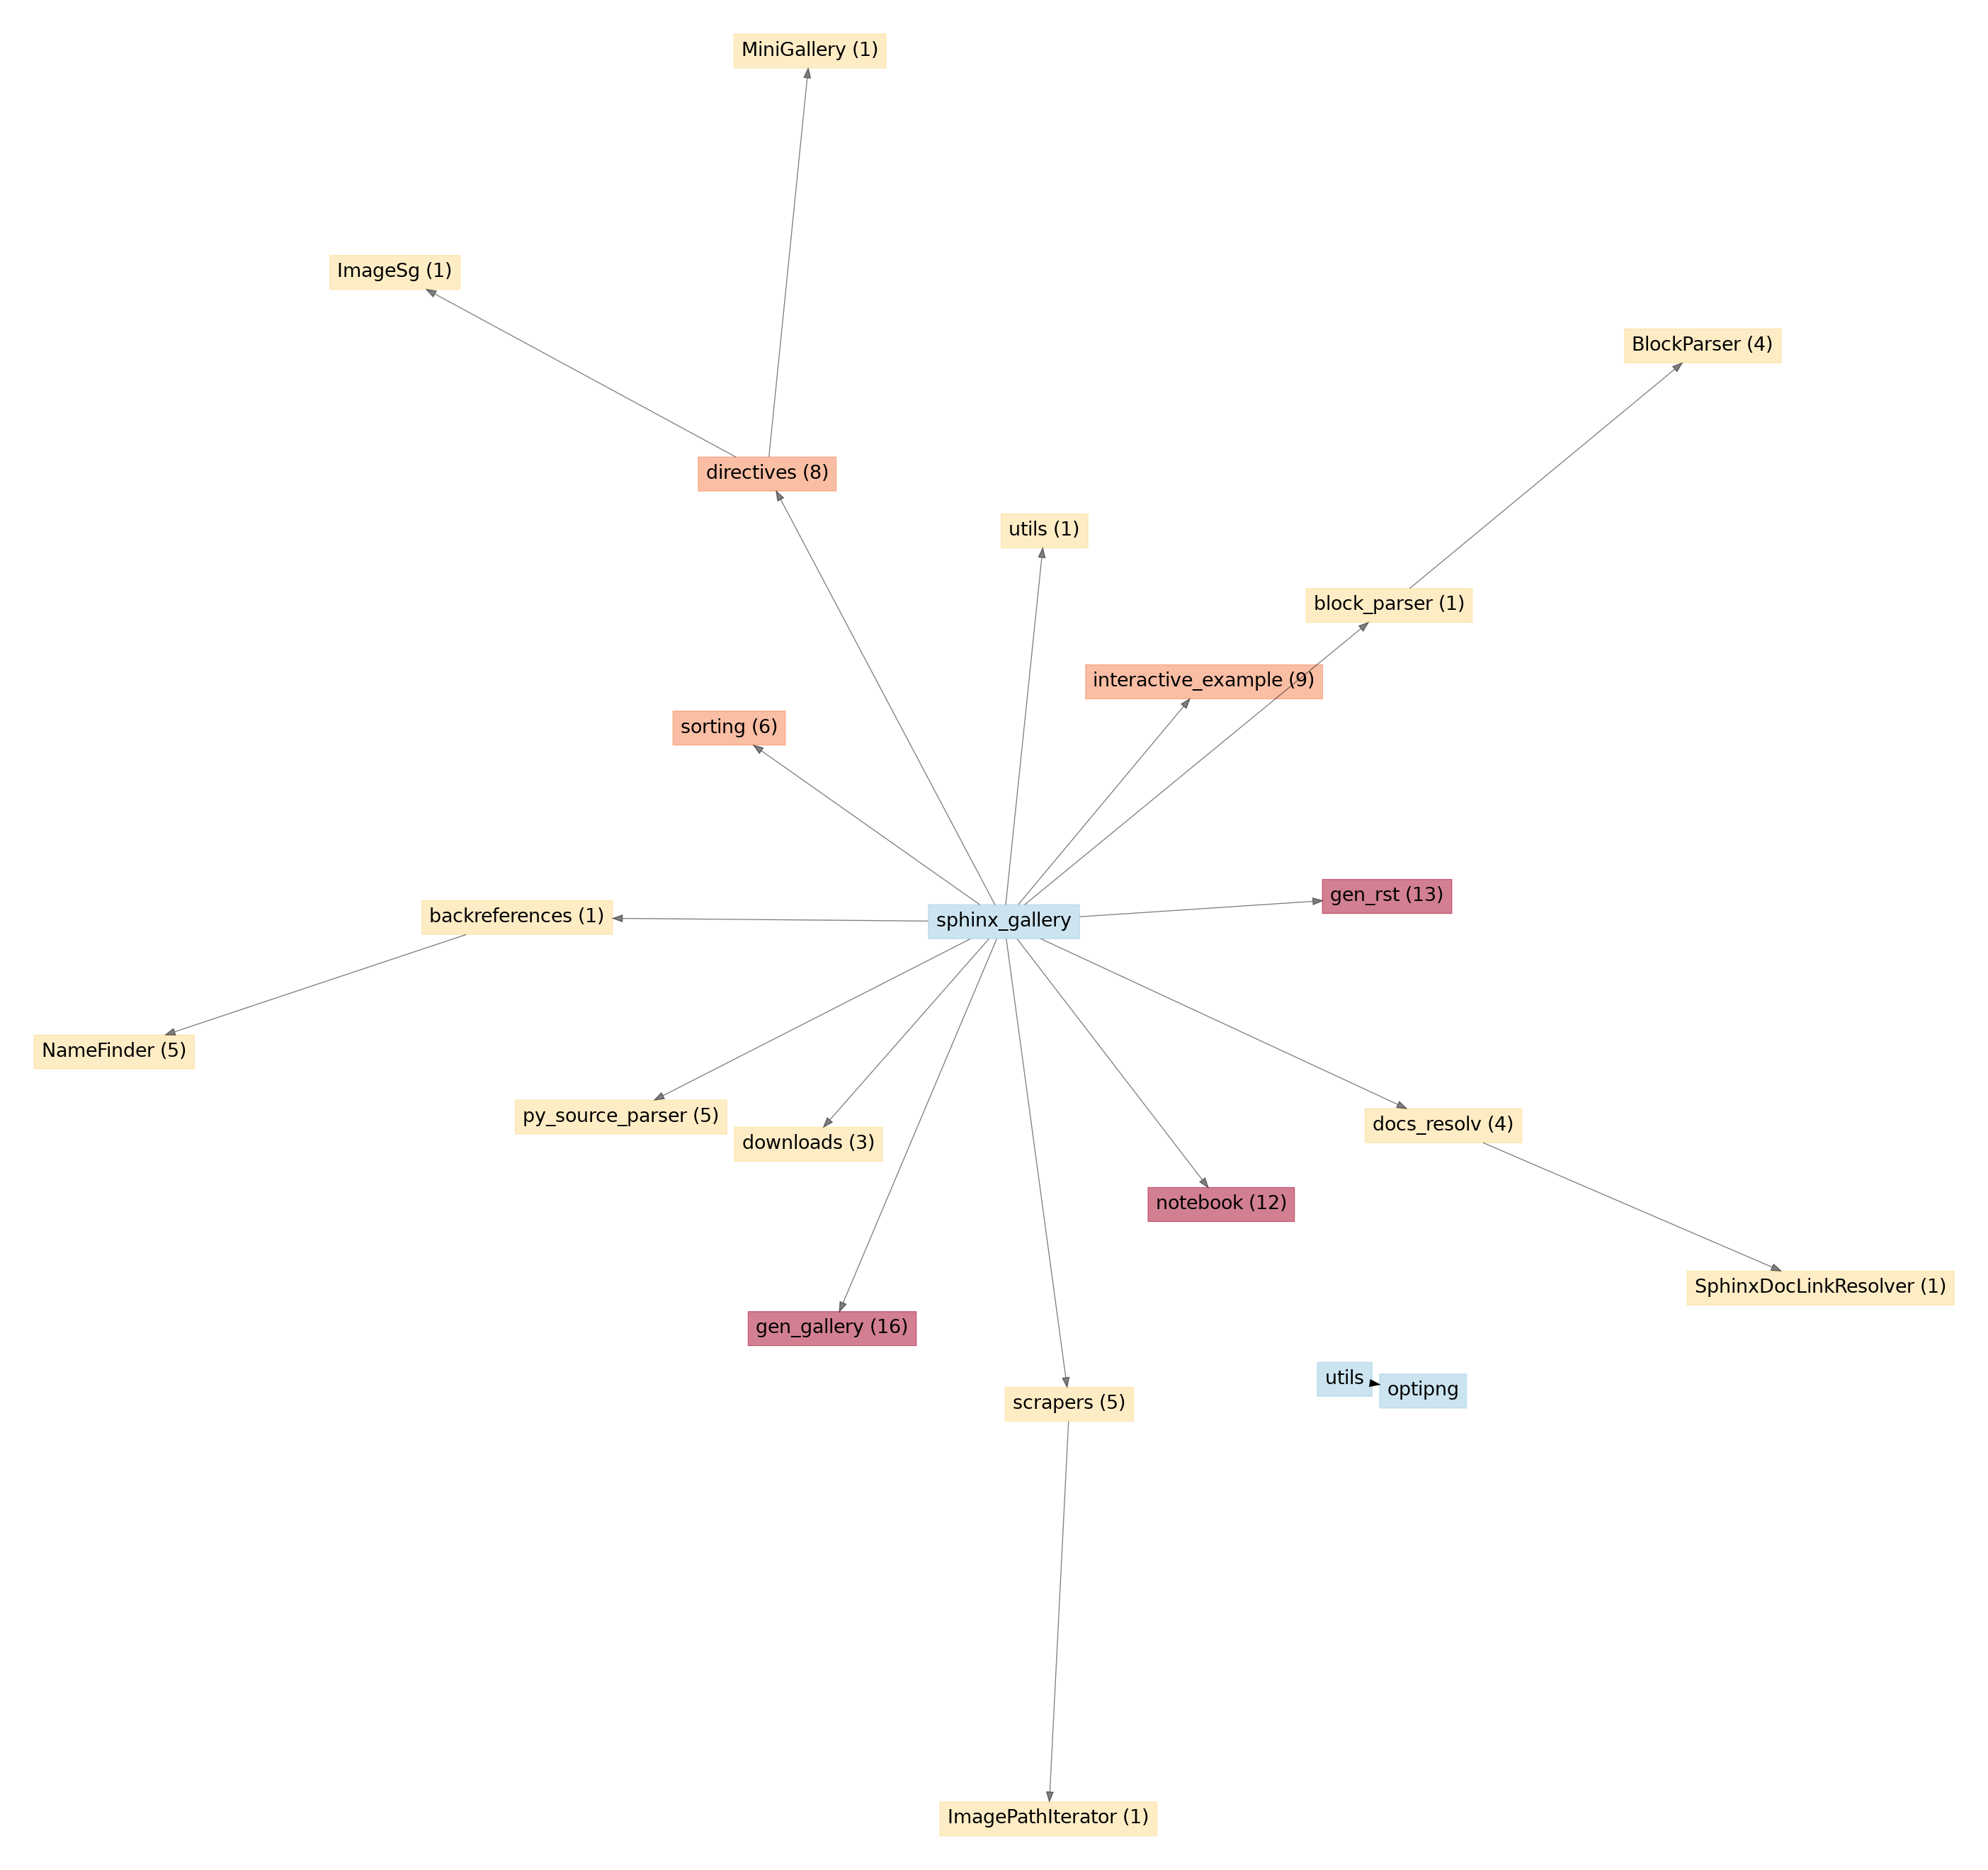 MiniGallery (1)
ImageSg (1)
BlockParser (4)
directives (8)
utils (1)
block_parser (1)
interactive_example (9)
sorting (6)
gen_rst (13)
backreferences (1)
sphinx_gallery
NameFinder (5)
py_source_parser (5)
docs_resolv (4)
downloads (3)
notebook (12)
SphinxDocLinkResolver (1)
gen_gallery (16)
utils
optipng
scrapers (5)
ImagePathIterator (1)